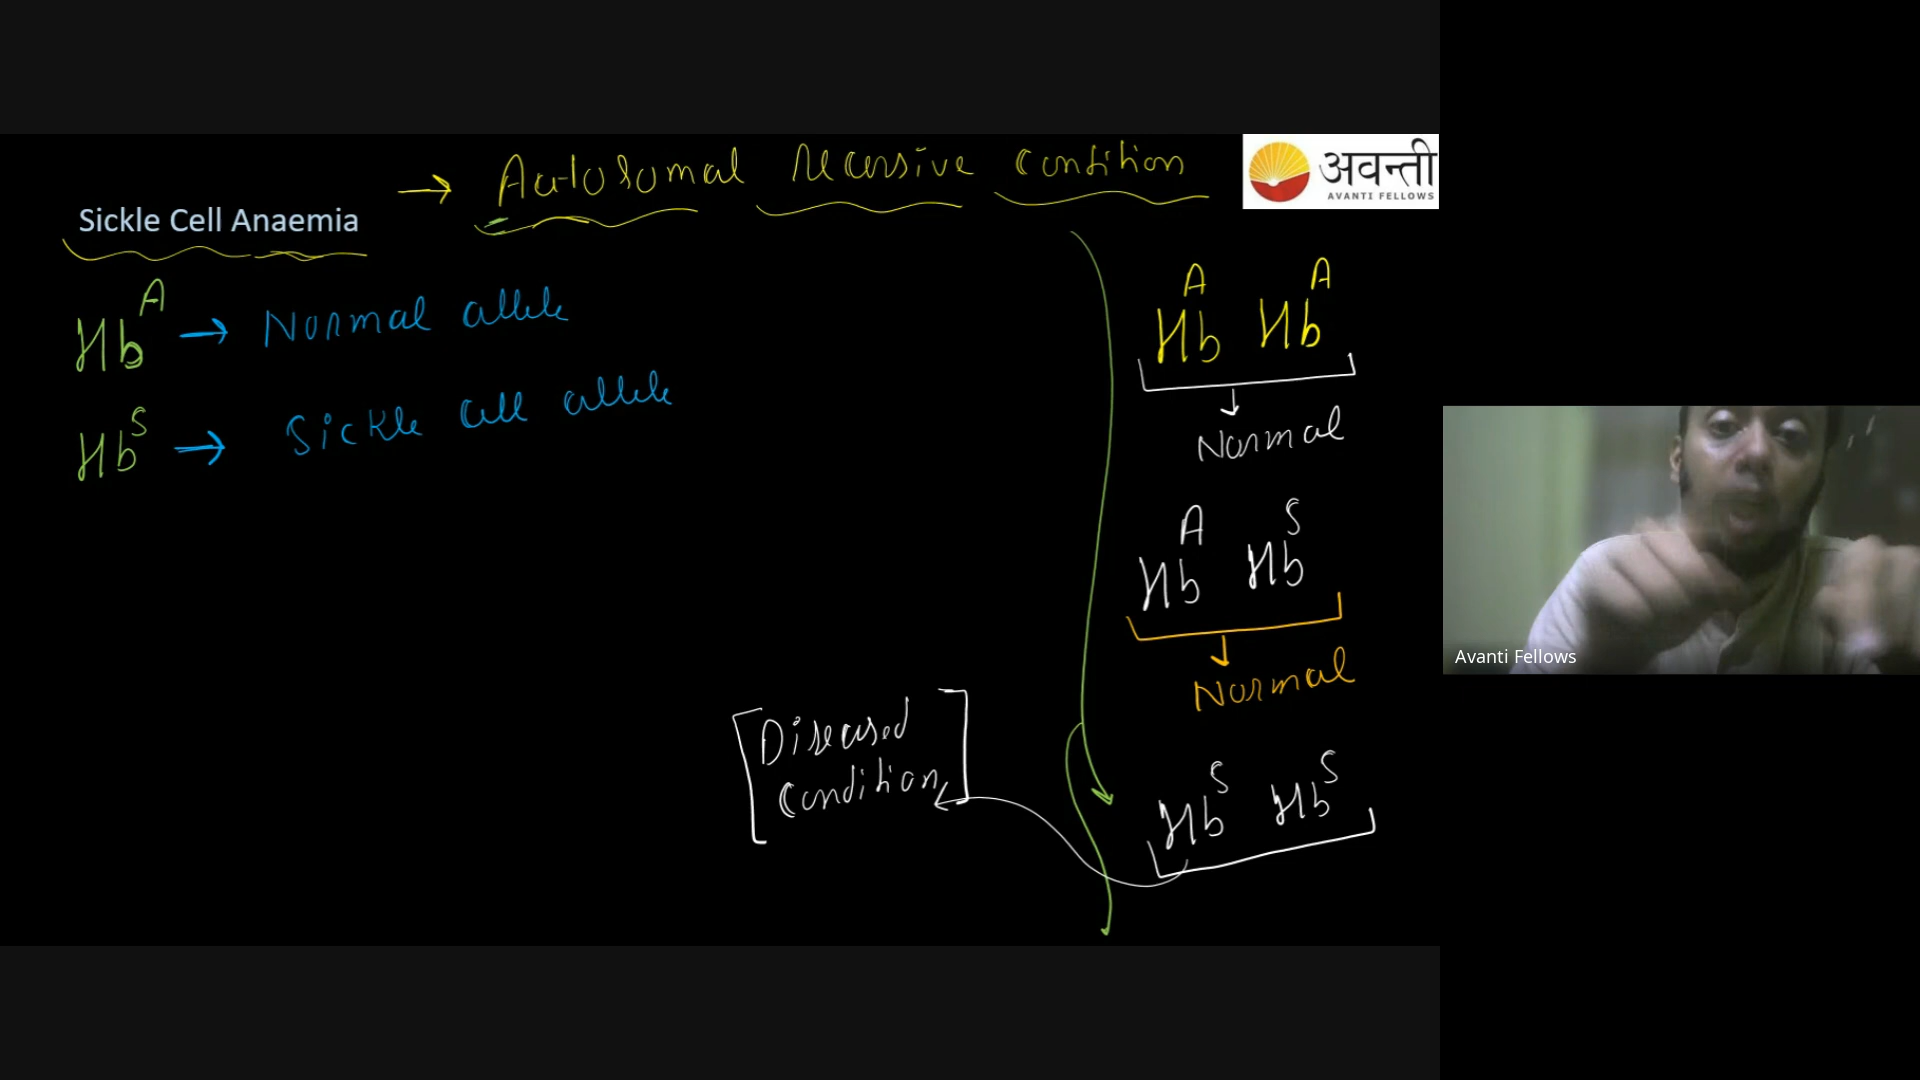 → Autosomal recessive condition
Sickle Cell Anaemia
अवन्ती
AVANTI FELLOWS
Hb^A → Normal allele
Hb^S → Sickle cell allele
Hb^A Hb^A
Normal
Hb^A Hb^S
Normal
Hb^S Hb^S
[Diseased
Condition]
Avanti Fellows